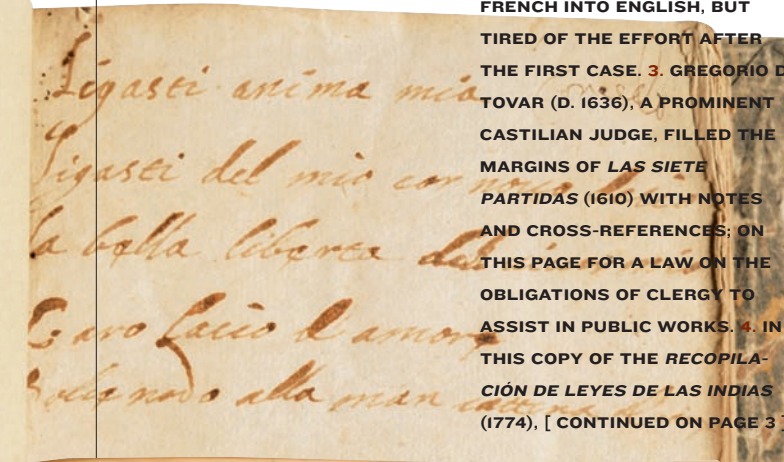 Ligasti anima mia
Ligasti del mio cor
la bella liberta
Caro laccio d amore
nodo alla man
FRENCH INTO ENGLISH, BUT
TIRED OF THE EFFORT AFTER
THE FIRST CASE. 3. GREGORIO D
TOVAR (D. 1636), A PROMINENT
CASTILIAN JUDGE, FILLED THE
MARGINS OF LAS SIETE
PARTIDAS (1610) WITH NOTES
AND CROSS-REFERENCES; ON
THIS PAGE FOR A LAW ON THE
OBLIGATIONS OF CLERGY TO
ASSIST IN PUBLIC WORKS. 4. IN
THIS COPY OF THE RECOPILA-
CIÓN DE LEYES DE LAS INDIAS
(1774), [ CONTINUED ON PAGE 3 ]